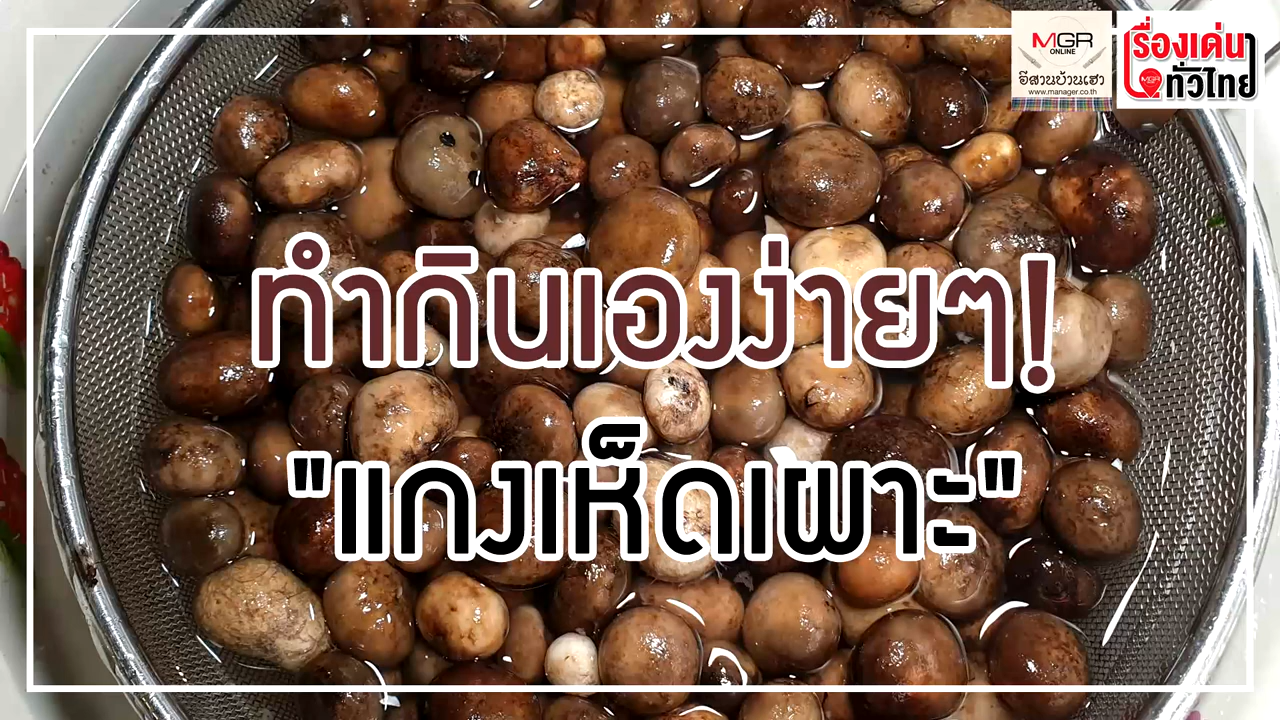 MGR
ONLINE
อีสานบ้านเฮา
www.manager.co.th
เรื่องเด่น
MGR
ทั่วไทย
ทำกินเองง่ายๆ!
"แกงเห็ดเผาะ"